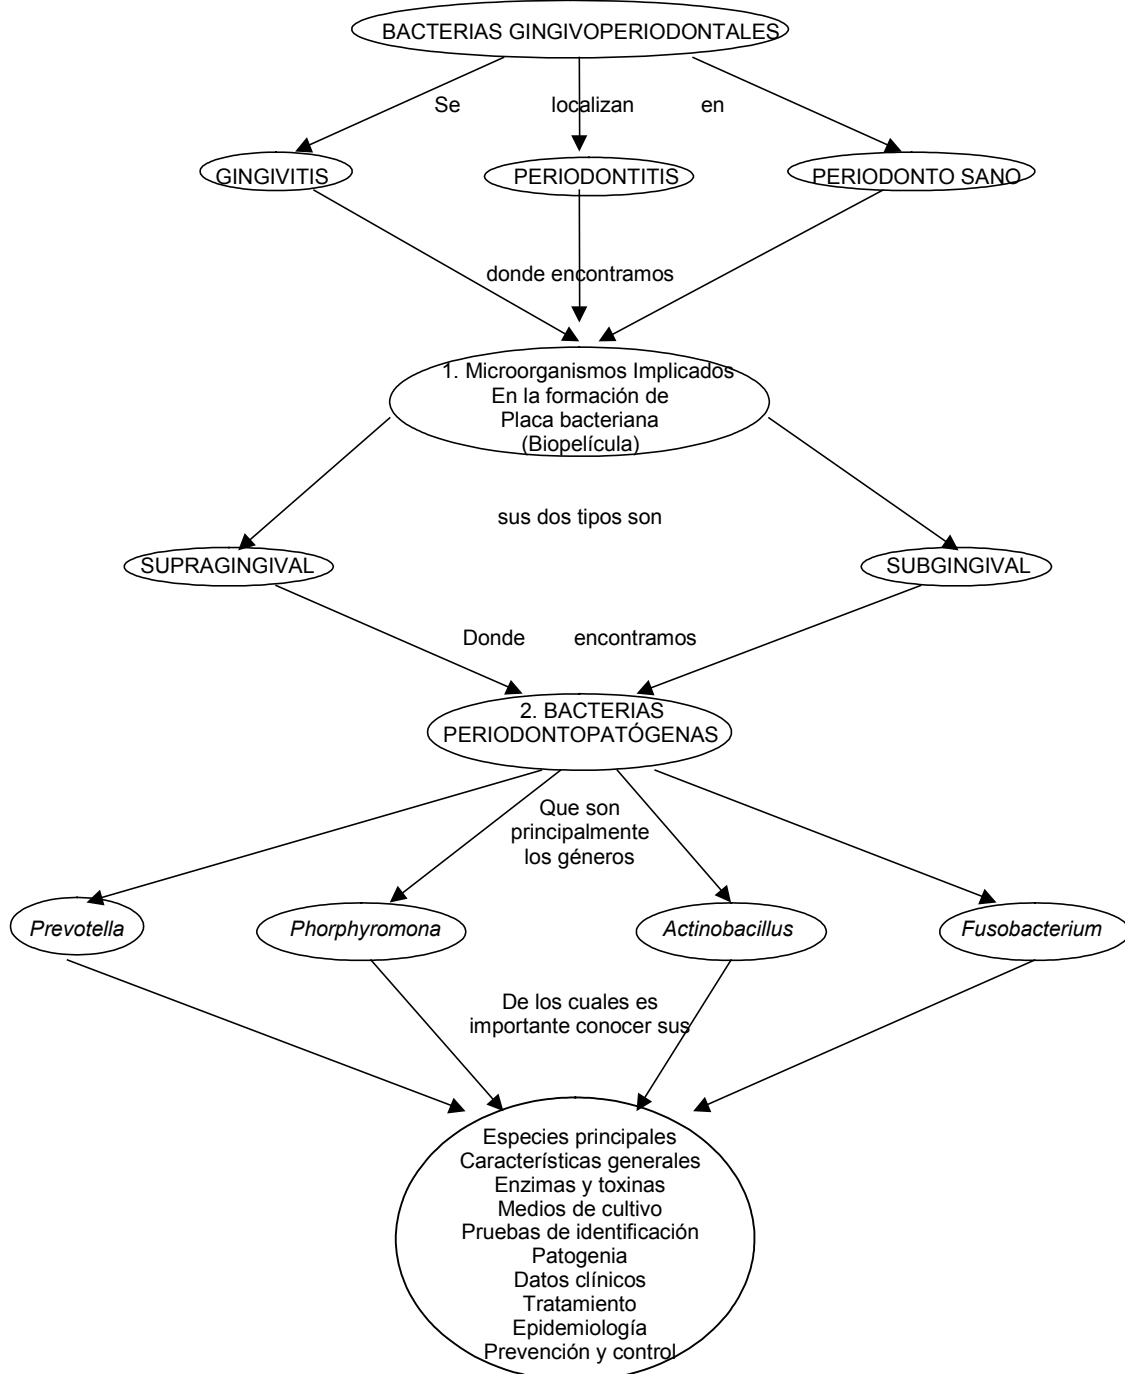 BACTERIAS GINGIVOPERIODONTALES
Se localizan en
GINGIVITIS
PERIODONTITIS
PERIODONTO SANO
donde encontramos
1. Microorganismos Implicados
En la formación de
Placa bacteriana
(Biopelícula)
sus dos tipos son
SUPRAGINGIVAL
SUBGINGIVAL
Donde encontramos
2. BACTERIAS
PERIODONTOPATÓGENAS
Que son
principalmente
los géneros
Prevotella
Phorphyromona
Actinobacillus
Fusobacterium
De los cuales es
importante conocer sus
Especies principales
Características generales
Enzimas y toxinas
Medios de cultivo
Pruebas de identificación
Patogenia
Datos clínicos
Tratamiento
Epidemiología
Prevención y control